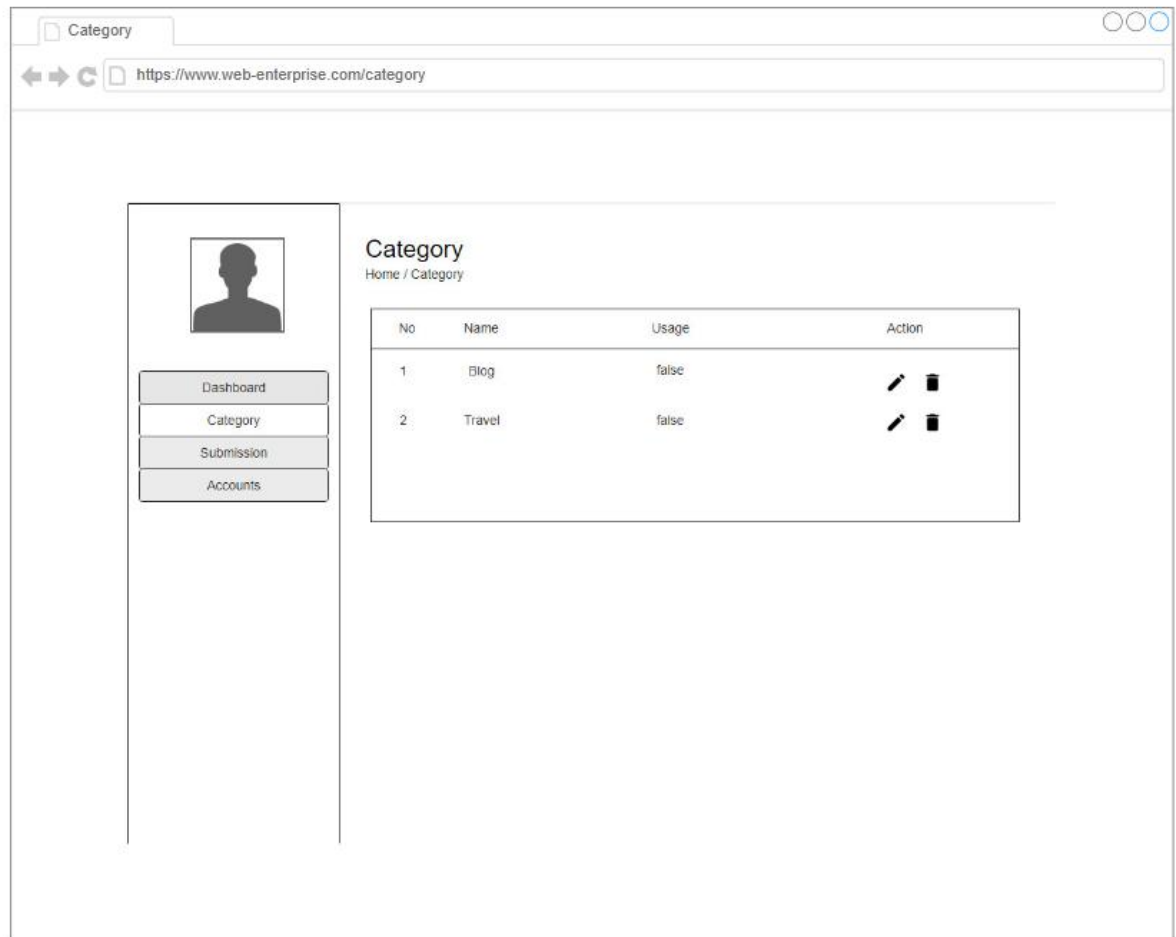 Category
https://www.web-enterprise.com/category
Category
Home / Category
No Name Usage Action
1 Blog false
2 Travel false
Dashboard
Category
Submission
Accounts